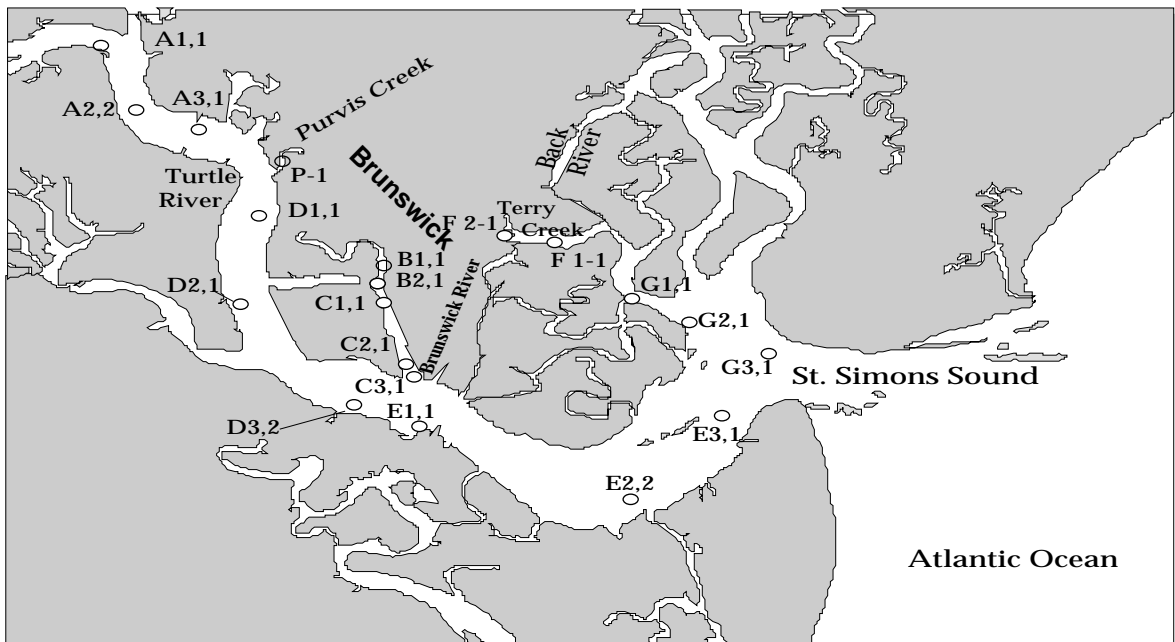 A1,1
A2,2
A3,1
Purvis Creek
P-1
Turtle
River
D1,1
Brunswick
Back
River
Terry
Creek
F 2-1
F 1-1
B1,1
B2,1
C1,1
D2,1
Brunswick River
G1,1
G2,1
C2,1
C3,1
G3,1
St. Simons Sound
D3,2
E1,1
E3,1
E2,2
Atlantic Ocean